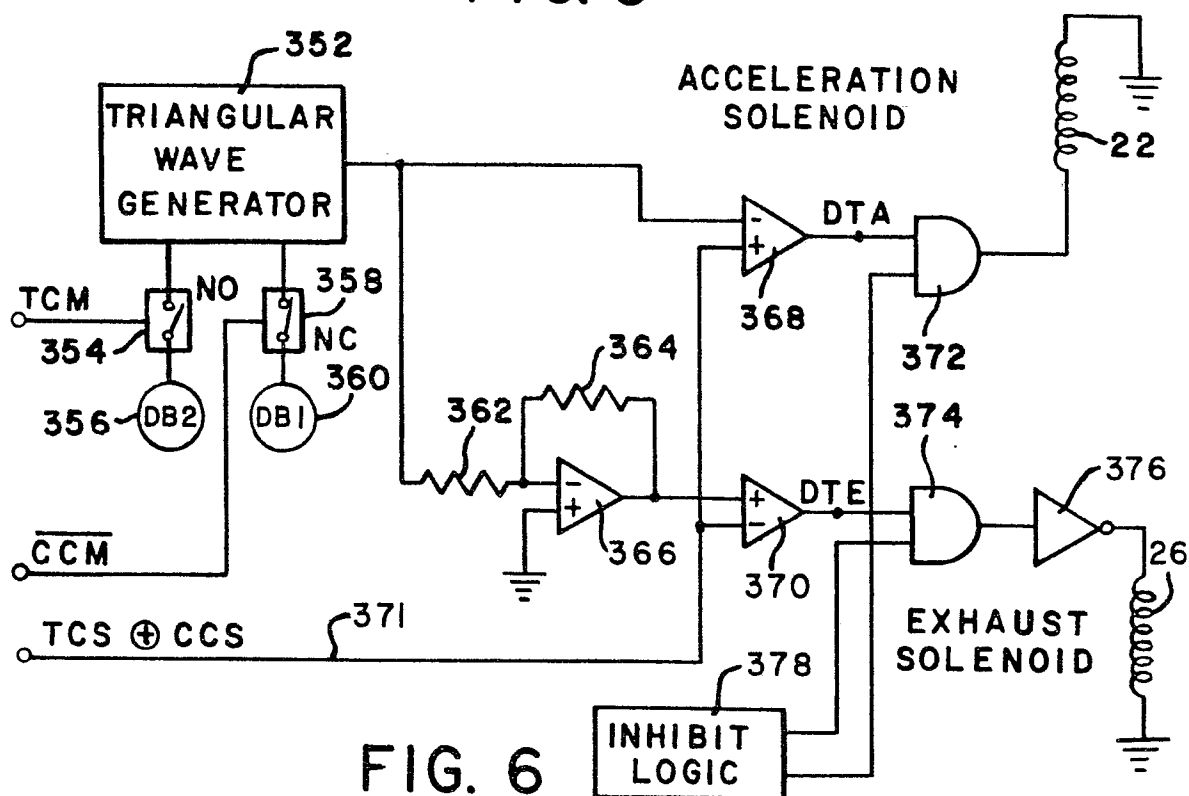 352
TRIANGULAR
WAVE
GENERATOR
ACCELERATION
SOLENOID
22
TCM
NO
358
354
NC
360
356
DB2
DB1
DTA
-
+
368
372
364
362
374
-
+
366
DTE
+
-
370
376
26
CCM
TCS ⊕ CCS
371
EXHAUST
SOLENOID
378
INHIBIT
LOGIC
FIG. 6